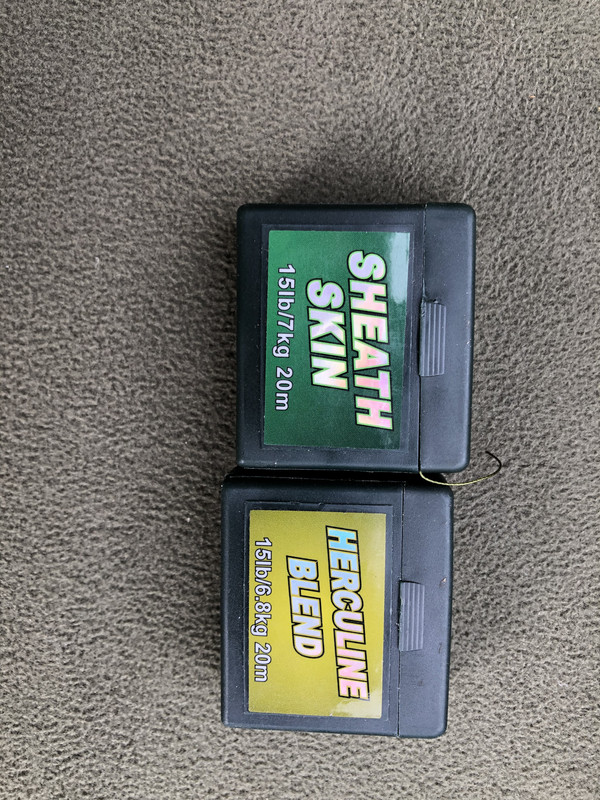 SHEATH
SKIN
15lb/7kg 20m
HERCULINE
BLEND
15lb/6.8kg 20m